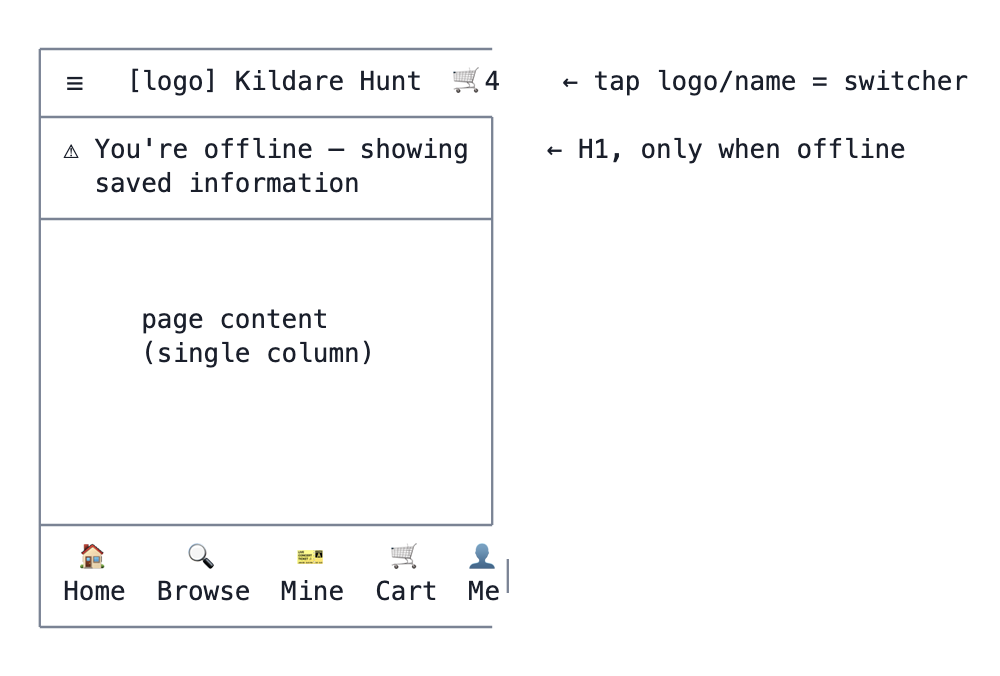 ≡ [logo] Kildare Hunt 🛒4 ← tap logo/name = switcher
⚠ You're offline — showing ← H1, only when offline
saved information
page content
(single column)
🏠 🔍 🎫 🛒 👤
Home Browse Mine Cart Me